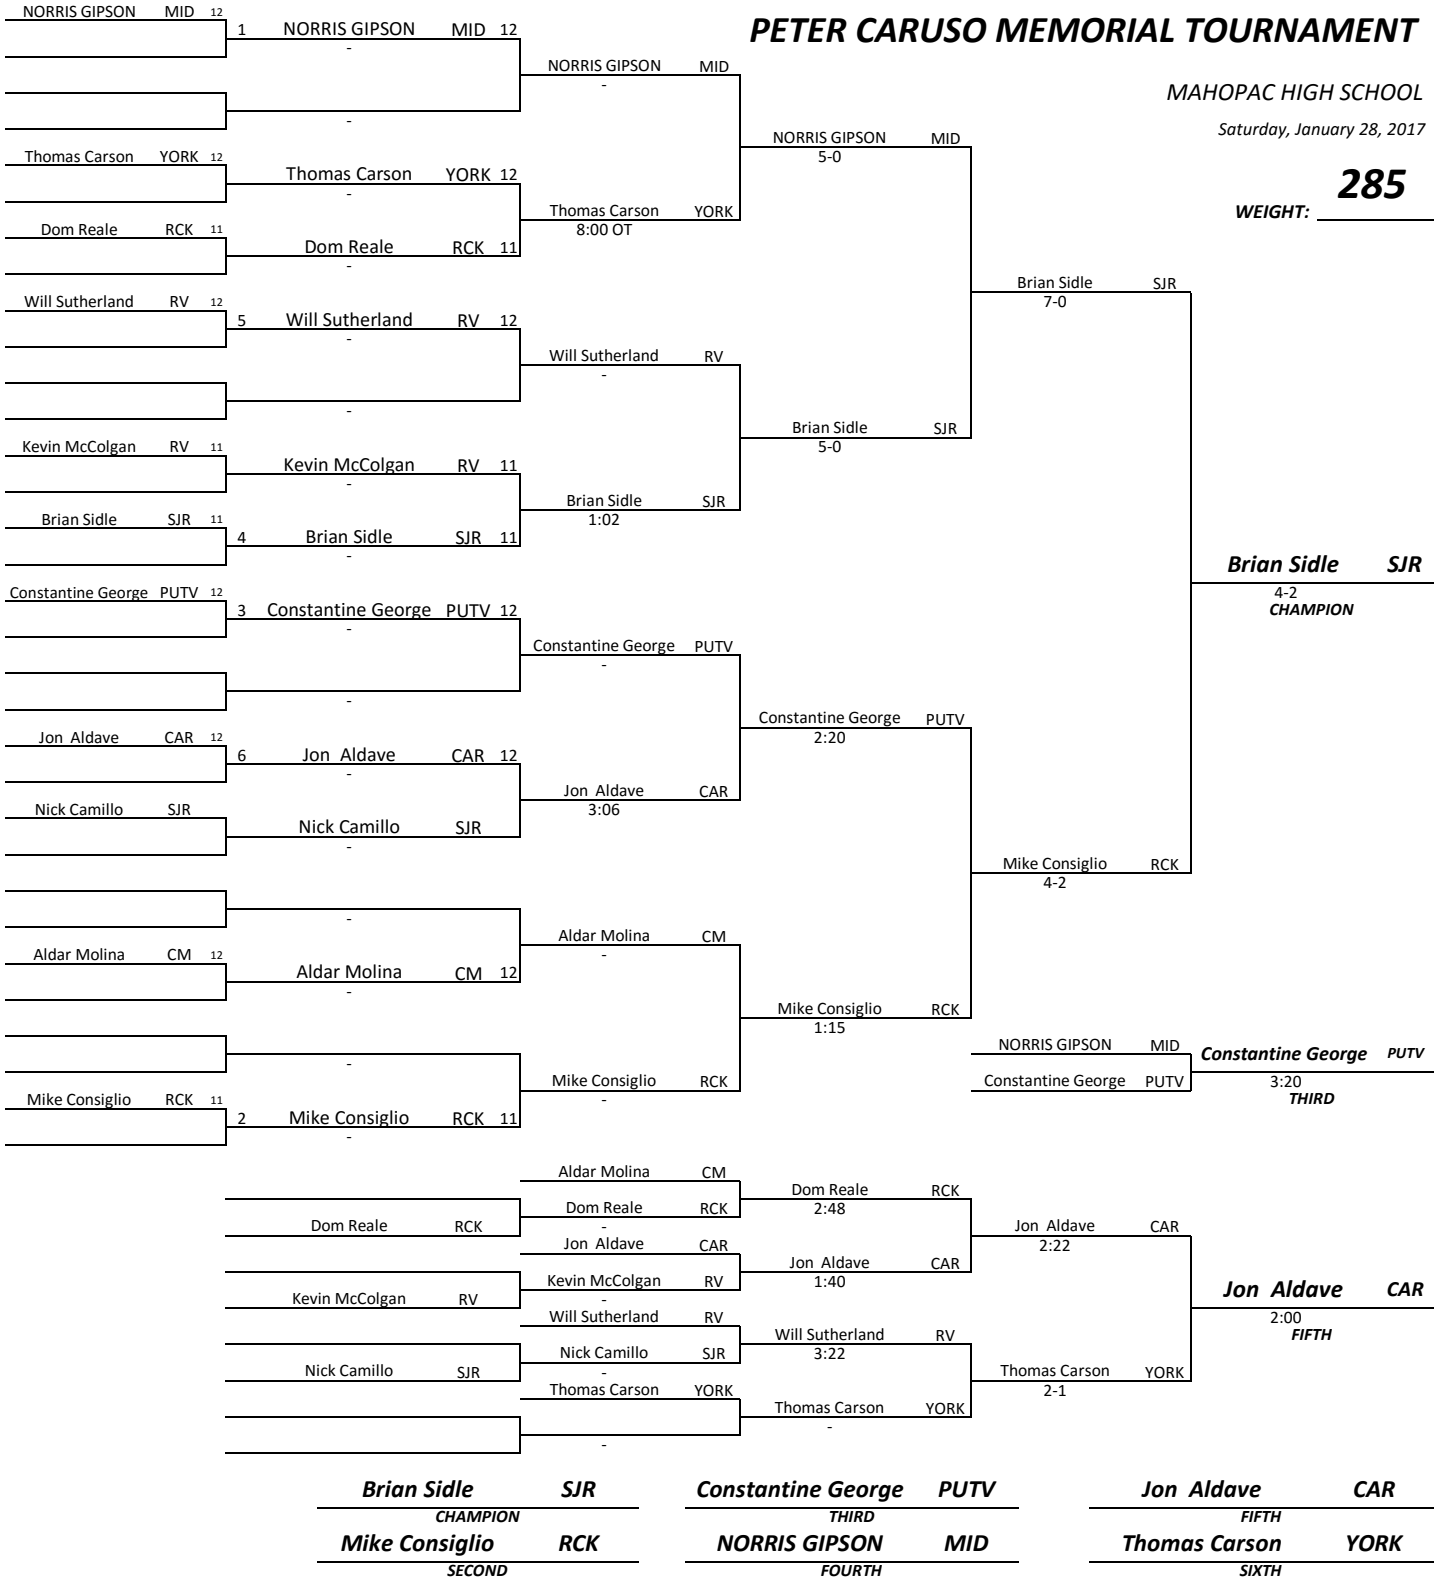 NORRIS GIPSON MID 12
1 NORRIS GIPSON MID 12
-
PETER CARUSO MEMORIAL TOURNAMENT
NORRIS GIPSON MID
-
MAHOPAC HIGH SCHOOL
-
Saturday, January 28, 2017
NORRIS GIPSON MID
5-0
Thomas Carson YORK 12
Thomas Carson YORK 12
-
285
WEIGHT:
Thomas Carson YORK
8:00 OT
Dom Reale RCK 11
Dom Reale RCK 11
-
Brian Sidle SJR
7-0
Will Sutherland RV 12
5 Will Sutherland RV 12
-
Will Sutherland RV
-
-
Brian Sidle SJR
5-0
Kevin McColgan RV 11
Kevin McColgan RV 11
-
Brian Sidle SJR
1:02
Brian Sidle SJR 11
4 Brian Sidle SJR 11
-
Brian Sidle SJR
4-2
CHAMPION
Constantine George PUTV 12
3 Constantine George PUTV 12
-
Constantine George PUTV
-
-
Constantine George PUTV
2:20
Jon Aldave CAR 12
6 Jon Aldave CAR 12
-
Jon Aldave CAR
3:06
Nick Camillo SJR
Nick Camillo SJR
-
Mike Consiglio RCK
4-2
-
Aldar Molina CM
-
Aldar Molina CM 12
Aldar Molina CM 12
-
Mike Consiglio RCK
1:15
NORRIS GIPSON MID
Constantine George PUTV
Constantine George PUTV
3:20
THIRD
-
Mike Consiglio RCK
-
Mike Consiglio RCK 11
2 Mike Consiglio RCK 11
-
Aldar Molina CM
Dom Reale RCK
2:48
Dom Reale RCK
-
Dom Reale RCK
Jon Aldave CAR
2:22
Jon Aldave CAR
Jon Aldave CAR
1:40
Kevin McColgan RV
-
Kevin McColgan RV
Jon Aldave CAR
2:00
FIFTH
Will Sutherland RV
Will Sutherland RV
3:22
Nick Camillo SJR
-
Nick Camillo SJR
Thomas Carson YORK
2-1
Thomas Carson YORK
Thomas Carson YORK
-
-
Brian Sidle SJR Constantine George PUTV Jon Aldave CAR
CHAMPION THIRD FIFTH
Mike Consiglio RCK NORRIS GIPSON MID Thomas Carson YORK
SECOND FOURTH SIXTH